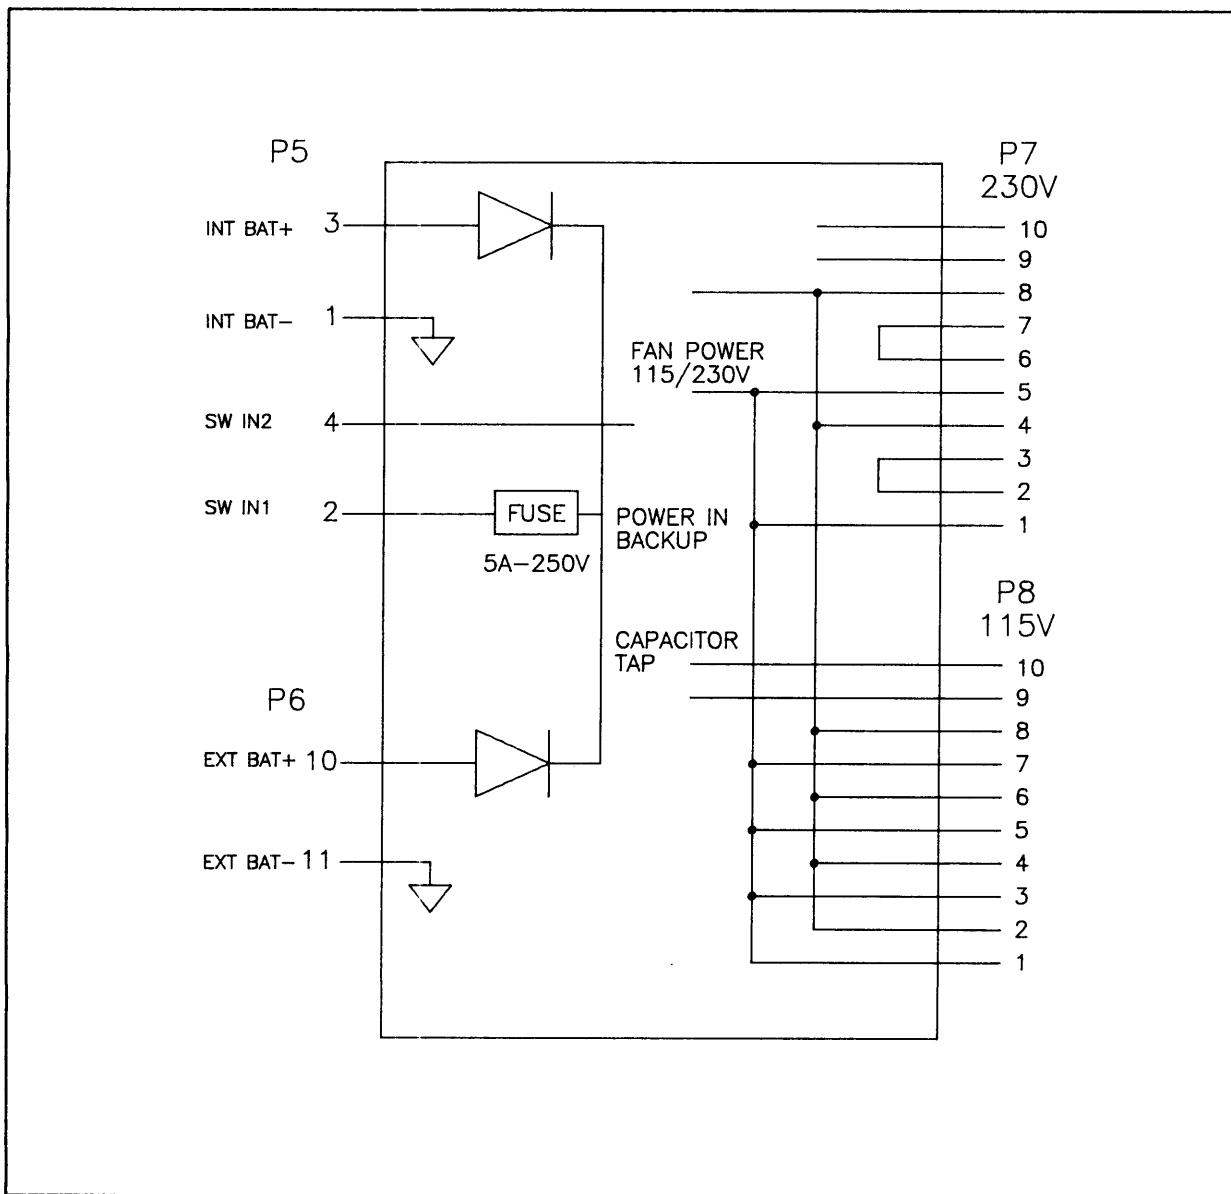 P5
INT BAT+ 3
INT BAT- 1
SW IN2 4
SW IN1 2
FUSE
5A-250V
P6
EXT BAT+ 10
EXT BAT- 11
FAN POWER
115/230V
POWER IN
BACKUP
CAPACITOR
TAP
P7
230V
10
9
8
7
6
5
4
3
2
1
P8
115V
10
9
8
7
6
5
4
3
2
1